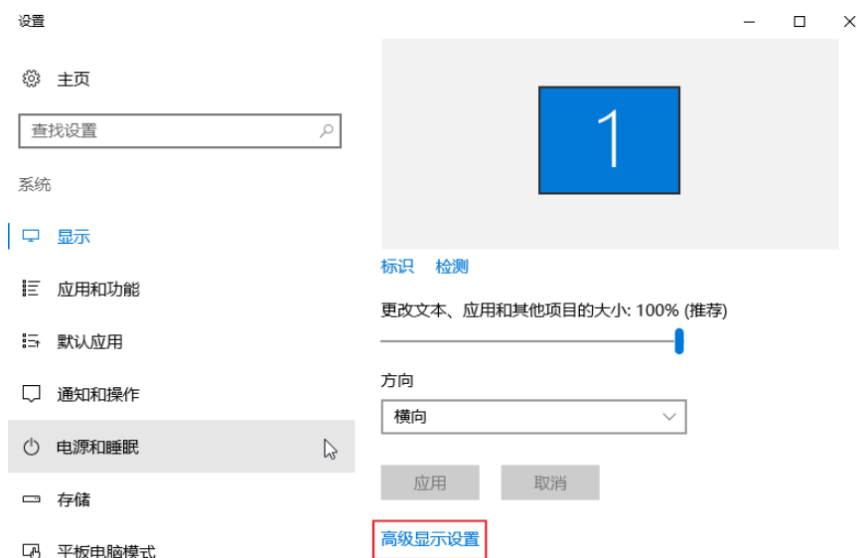 设置
主页
查找设置
系统
显示
应用和功能
默认应用
通知和操作
电源和睡眠
存储
平板电脑模式
1
标识 检测
更改文本、应用和其他项目的大小: 100% (推荐)
方向
横向
应用 取消
高级显示设置